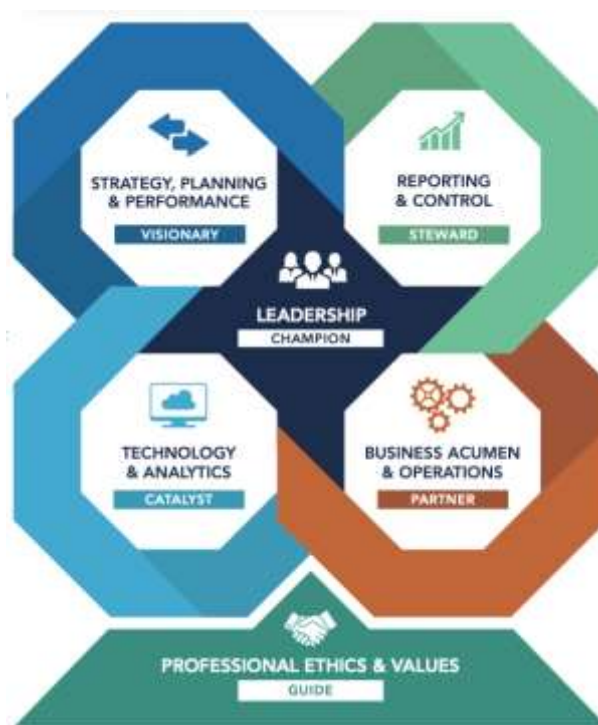 STRATEGY, PLANNING
& PERFORMANCE
VISIONARY
REPORTING
& CONTROL
STEWARD
LEADERSHIP
CHAMPION
TECHNOLOGY
& ANALYTICS
CATALYST
BUSINESS ACUMEN
& OPERATIONS
PARTNER
PROFESSIONAL ETHICS & VALUES
GUIDE